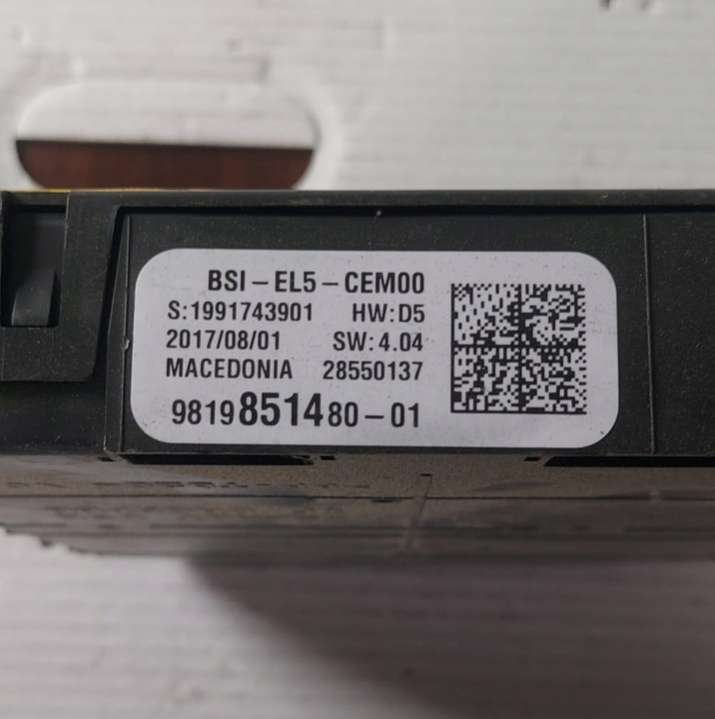 BSI-EL5-CEM00
S:1991743901 HW:D5
2017/08/01 SW:4.04
MACEDONIA 28550137
9819851480-01